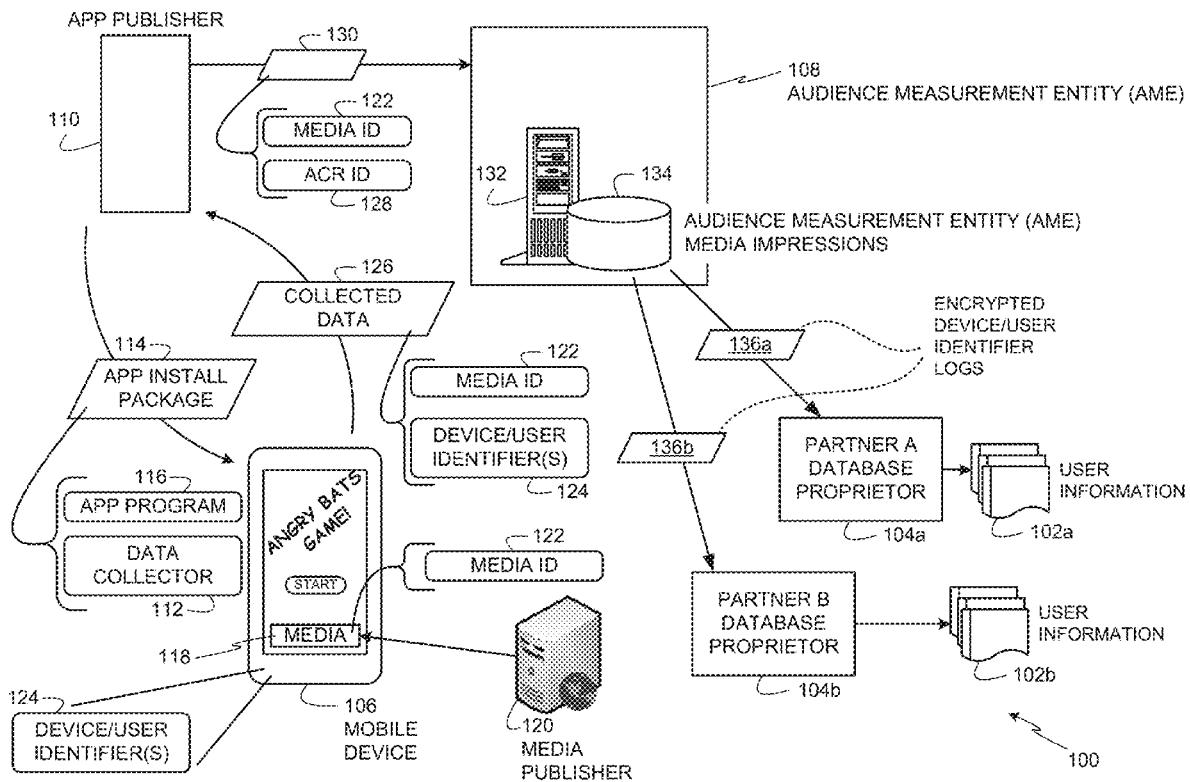 APP PUBLISHER
130
108
AUDIENCE MEASUREMENT ENTITY (AME)
110
122
MEDIA ID
ACR ID
128
132
134
AUDIENCE MEASUREMENT ENTITY (AME)
MEDIA IMPRESSIONS
126
COLLECTED
DATA
ENCRYPTED
DEVICE/USER
IDENTIFIER
LOGS
136a
136b
114
APP INSTALL
PACKAGE
122
MEDIA ID
DEVICE/USER
IDENTIFIER(S)
124
PARTNER A
DATABASE
PROPRIETOR
104a
USER
INFORMATION
102a
116
APP PROGRAM
DATA
COLLECTOR
112
ANGRY BATS
GAME!
START
MEDIA
118
122
MEDIA ID
PARTNER B
DATABASE
PROPRIETOR
104b
USER
INFORMATION
102b
124
DEVICE/USER
IDENTIFIER(S)
106
MOBILE
DEVICE
120
MEDIA
PUBLISHER
100